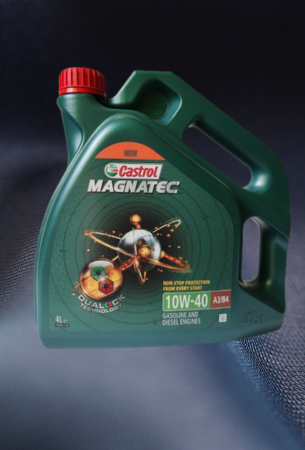 NEW
Castrol
MAGNATEC
NON-STOP PROTECTION
FROM EVERY START
10W-40 A3/B4
GASOLINE AND
DIESEL ENGINES
DUALOCK
TECHNOLOGY
4L